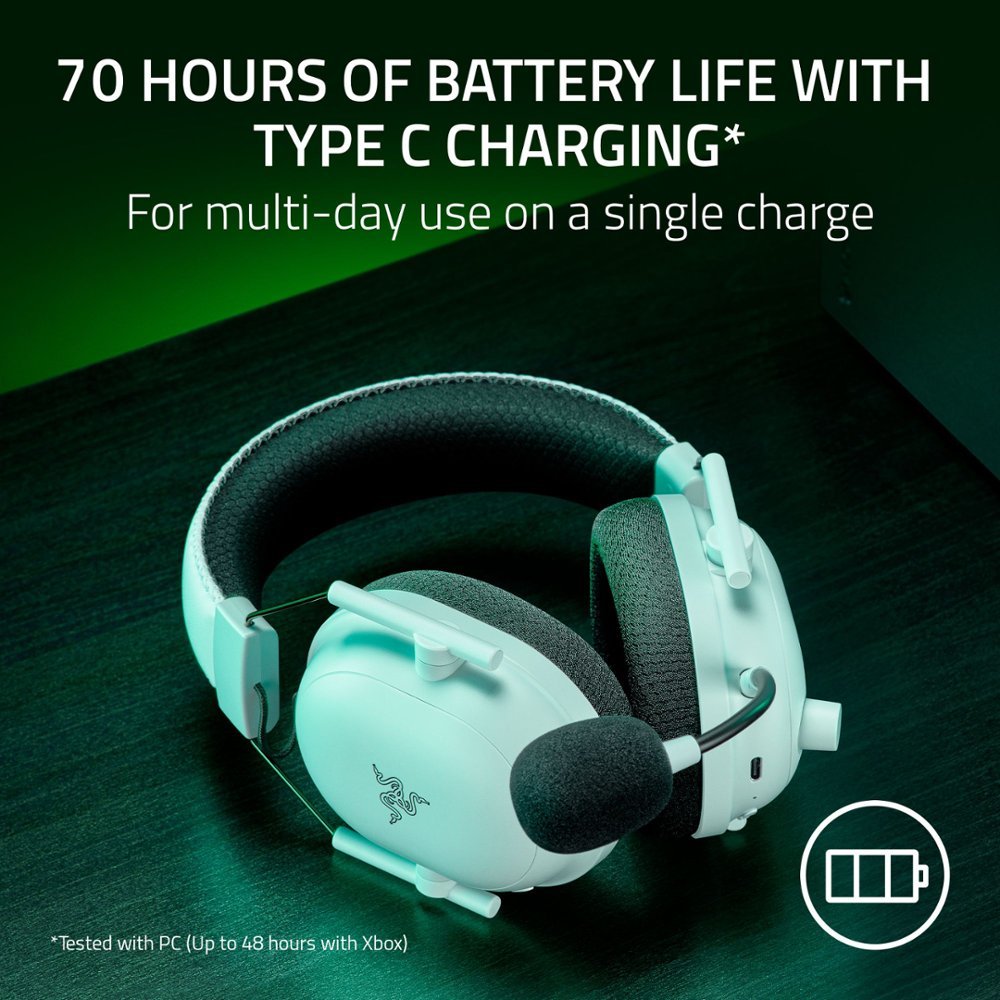 70 HOURS OF BATTERY LIFE WITH
TYPE C CHARGING*
For multi-day use on a single charge
*Tested with PC (Up to 48 hours with Xbox)